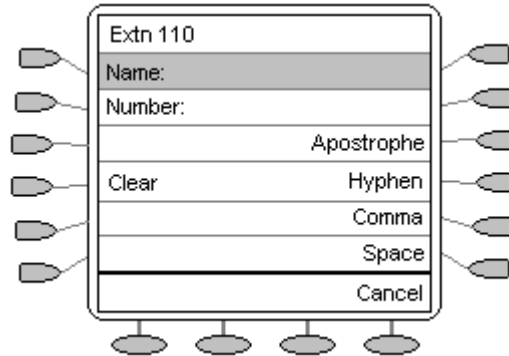 Extn 110
Name:
Number:
Apostrophe
Clear Hyphen
Comma
Space
Cancel